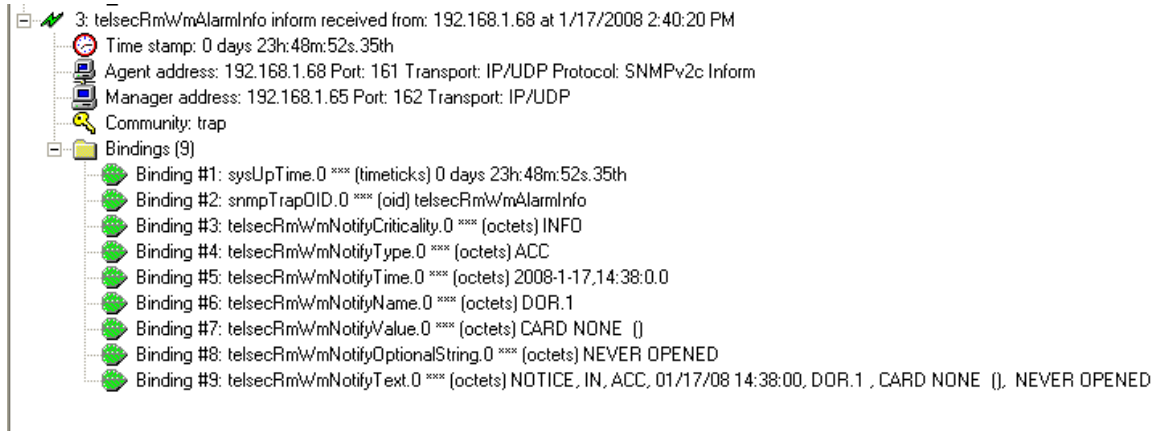 3: telsecRmWmAlarmInfo inform received from: 192.168.1.68 at 1/17/2008 2:40:20 PM
Time stamp: 0 days 23h:48m:52s.35th
Agent address: 192.168.1.68 Port: 161 Transport: IP/UDP Protocol: SNMPv2c Inform
Manager address: 192.168.1.65 Port: 162 Transport: IP/UDP
Community: trap
Bindings (9)
Binding #1: sysUpTime.0 *** (timeticks) 0 days 23h:48m:52s.35th
Binding #2: snmpTrapOID.0 *** (oid) telsecRmWmAlarmInfo
Binding #3: telsecRmWmNotifyCriticality.0 *** (octets) INFO
Binding #4: telsecRmWmNotifyType.0 *** (octets) ACC
Binding #5: telsecRmWmNotifyTime.0 *** (octets) 2008-1-17,14:38:0.0
Binding #6: telsecRmWmNotifyName.0 *** (octets) DOR.1
Binding #7: telsecRmWmNotifyValue.0 *** (octets) CARD NONE  ()
Binding #8: telsecRmWmNotifyOptionalString.0 *** (octets) NEVER OPENED
Binding #9: telsecRmWmNotifyText.0 *** (octets) NOTICE, IN, ACC, 01/17/08 14:38:00, DOR.1 , CARD NONE  (),  NEVER OPENED